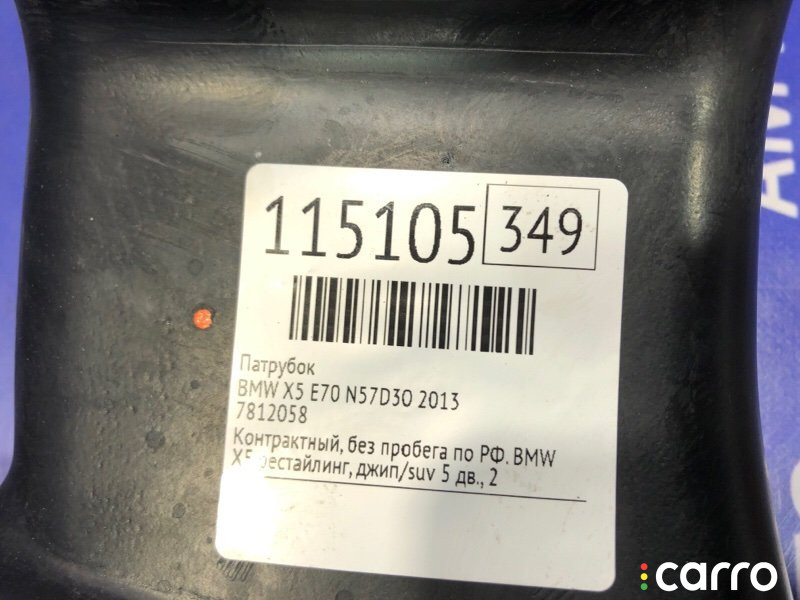 115105 349
Патрубок
BMW X5 E70 N57D30 2013
7812058
Контрактный, без пробега по РФ. BMW
X5 рестайлинг, джип/suv 5 дв., 2
carro